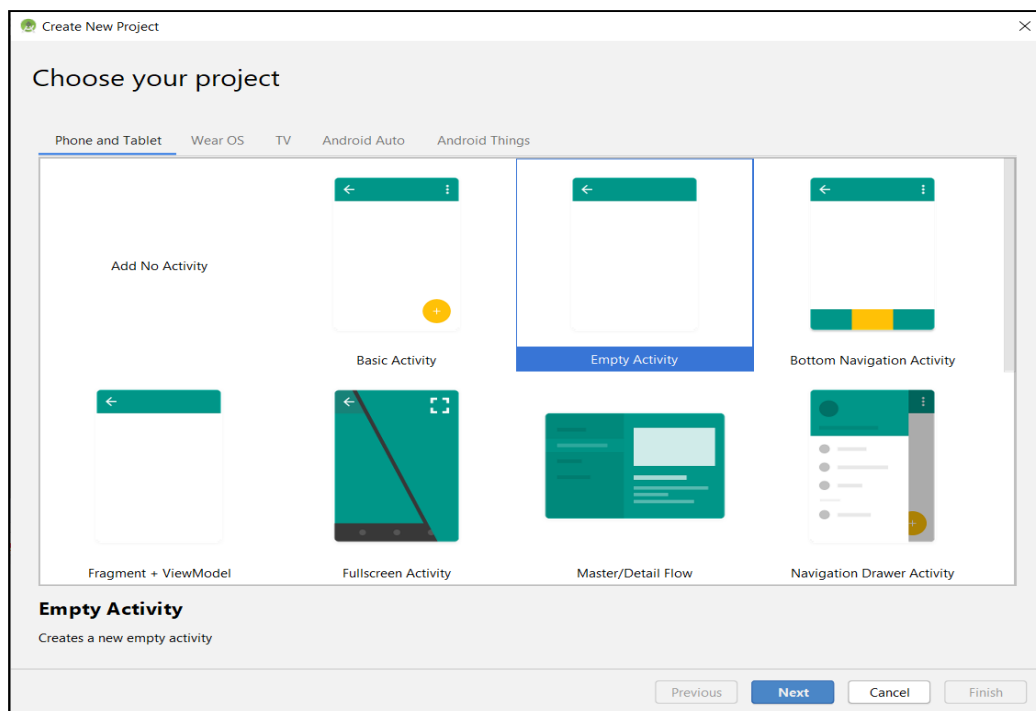 Create New Project
Choose your project
Phone and Tablet Wear OS TV Android Auto Android Things
Add No Activity
Basic Activity
Empty Activity
Bottom Navigation Activity
Fragment + ViewModel
Fullscreen Activity
Master/Detail Flow
Navigation Drawer Activity
Empty Activity
Creates a new empty activity
Previous Next Cancel Finish